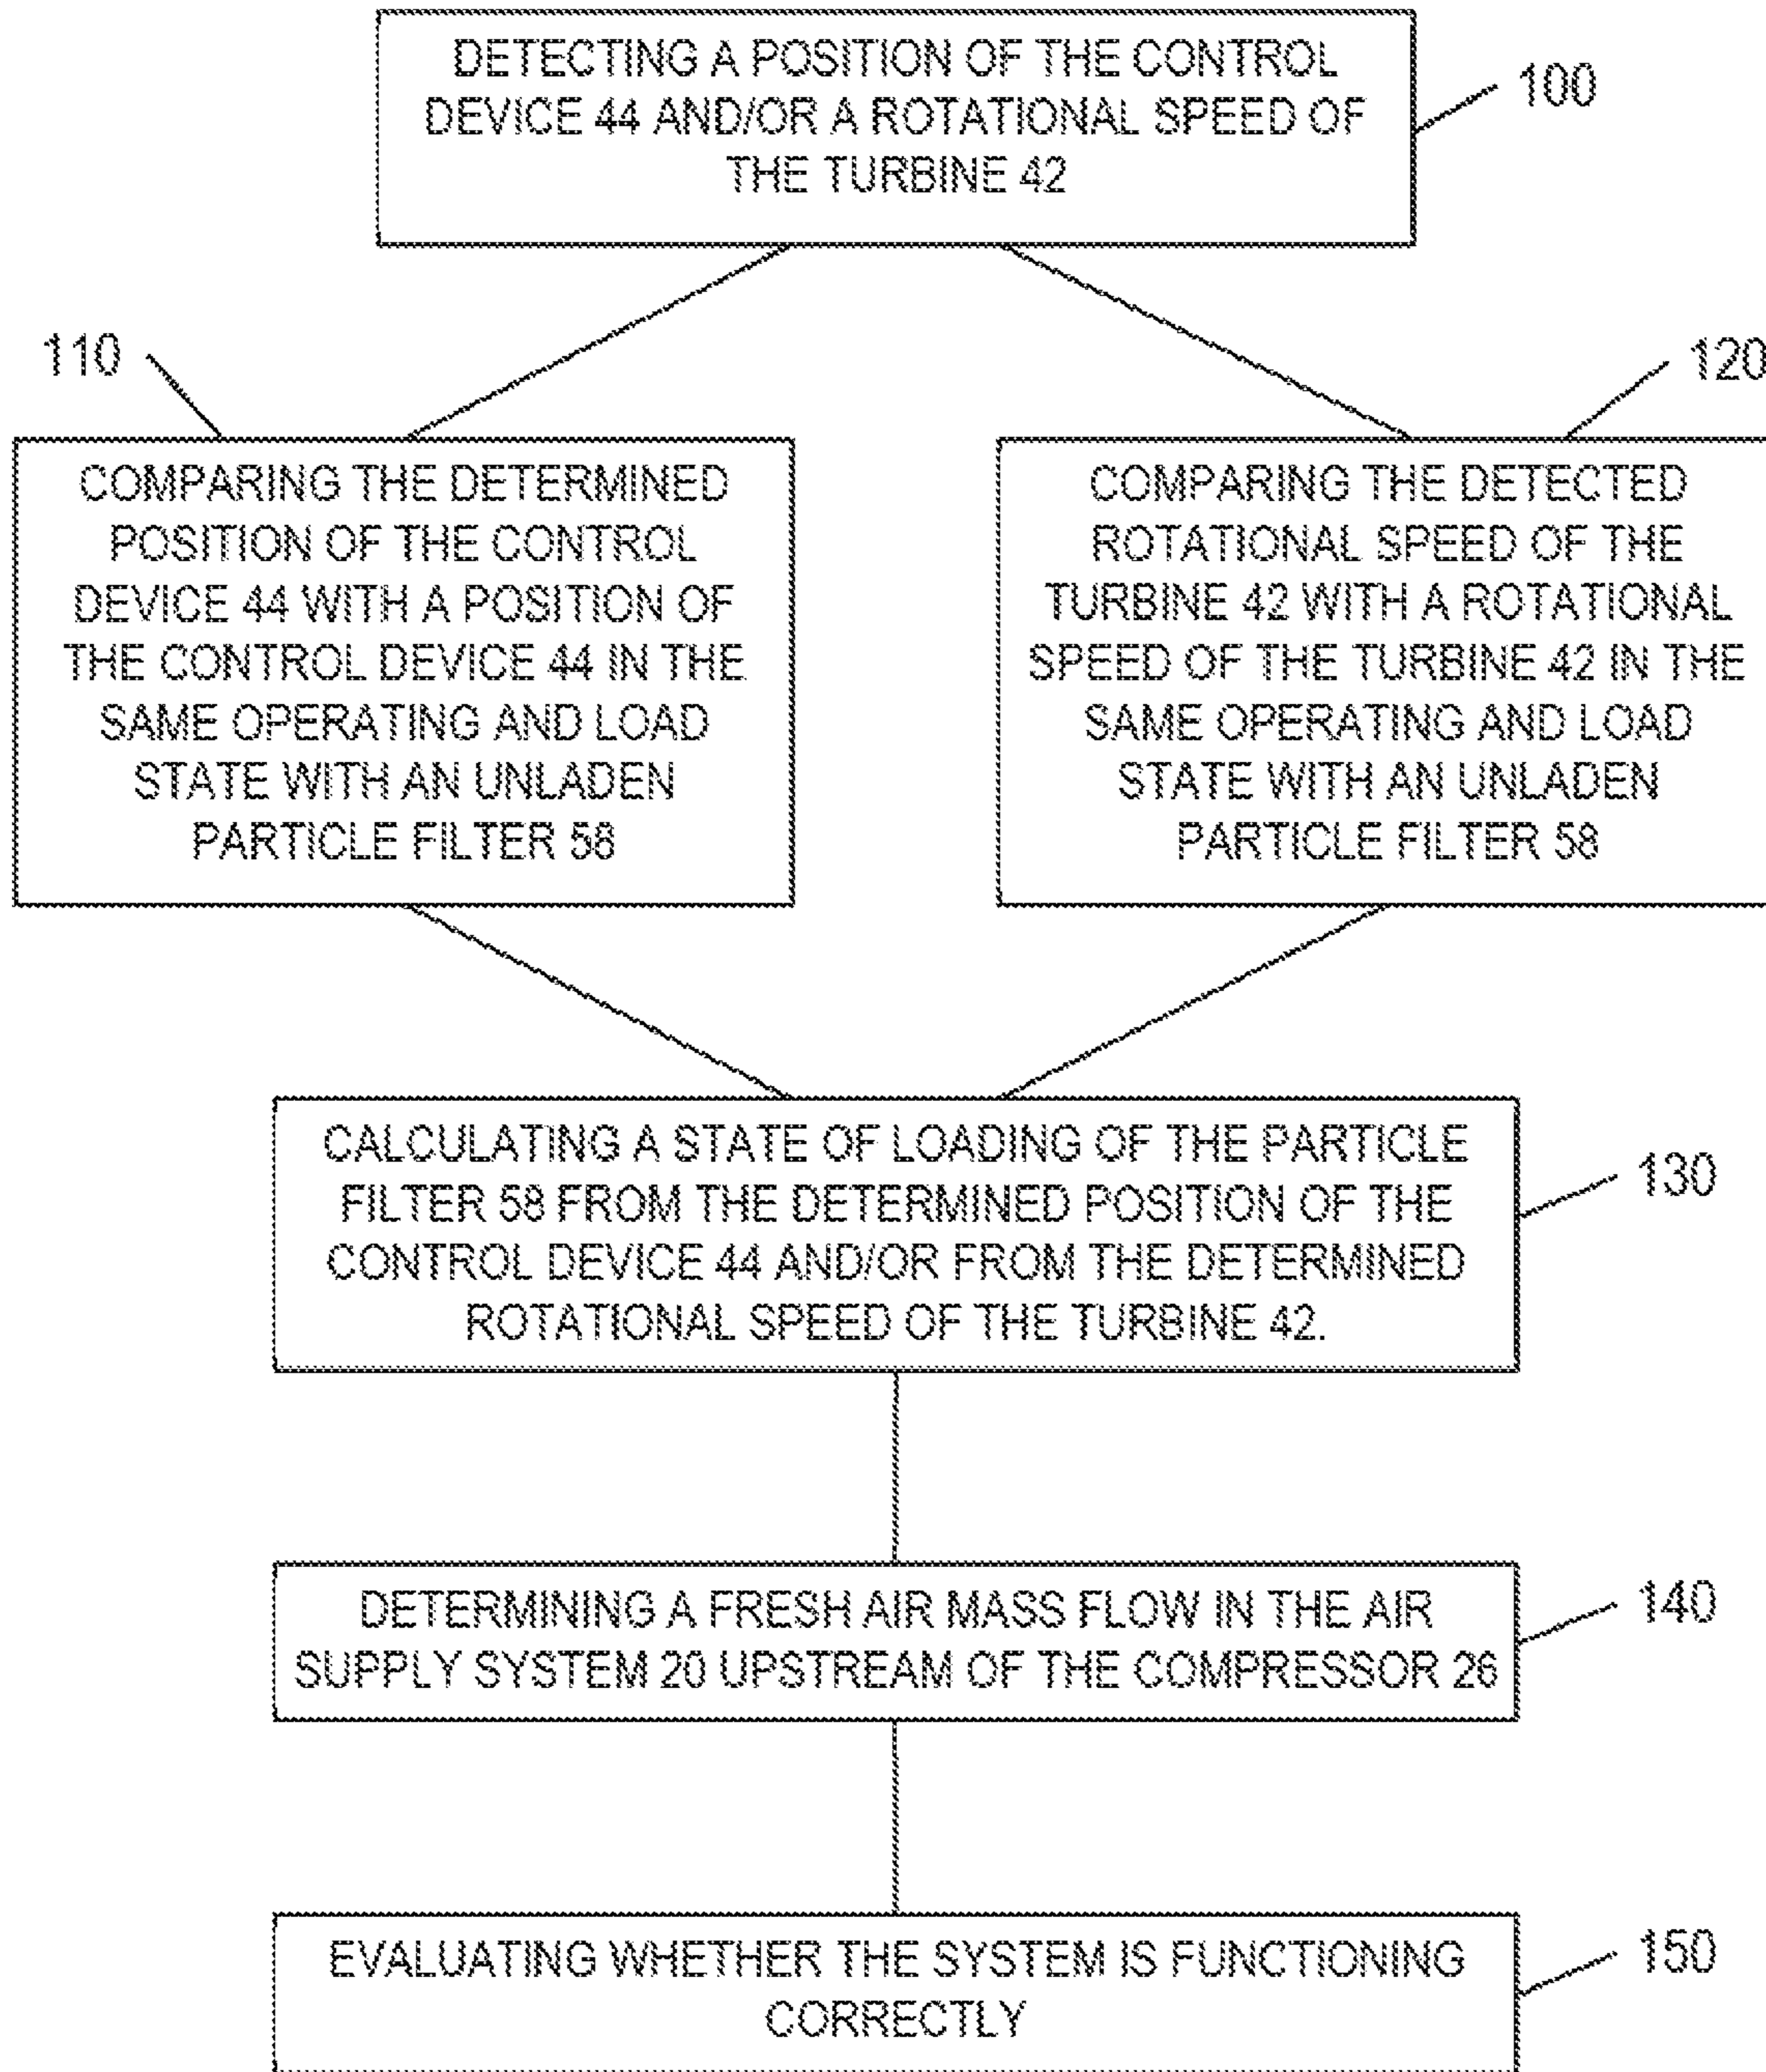 DETECTING A POSITION OF THE CONTROL
DEVICE 44 AND/OR A ROTATIONAL SPEED OF
THE TURBINE 42
100
110
120
COMPARING THE DETERMINED
POSITION OF THE CONTROL
DEVICE 44 WITH A POSITION OF
THE CONTROL DEVICE 44 IN THE
SAME OPERATING AND LOAD
STATE WITH AN UNLADEN
PARTICLE FILTER 58
COMPARING THE DETECTED
ROTATIONAL SPEED OF THE
TURBINE 42 WITH A ROTATIONAL
SPEED OF THE TURBINE 42 IN THE
SAME OPERATING AND LOAD
STATE WITH AN UNLADEN
PARTICLE FILTER 58
CALCULATING A STATE OF LOADING OF THE PARTICLE
FILTER 58 FROM THE DETERMINED POSITION OF THE
CONTROL DEVICE 44 AND/OR FROM THE DETERMINED
ROTATIONAL SPEED OF THE TURBINE 42.
130
DETERMINING A FRESH AIR MASS FLOW IN THE AIR
SUPPLY SYSTEM 20 UPSTREAM OF THE COMPRESSOR 26
140
EVALUATING WHETHER THE SYSTEM IS FUNCTIONING
CORRECTLY
150